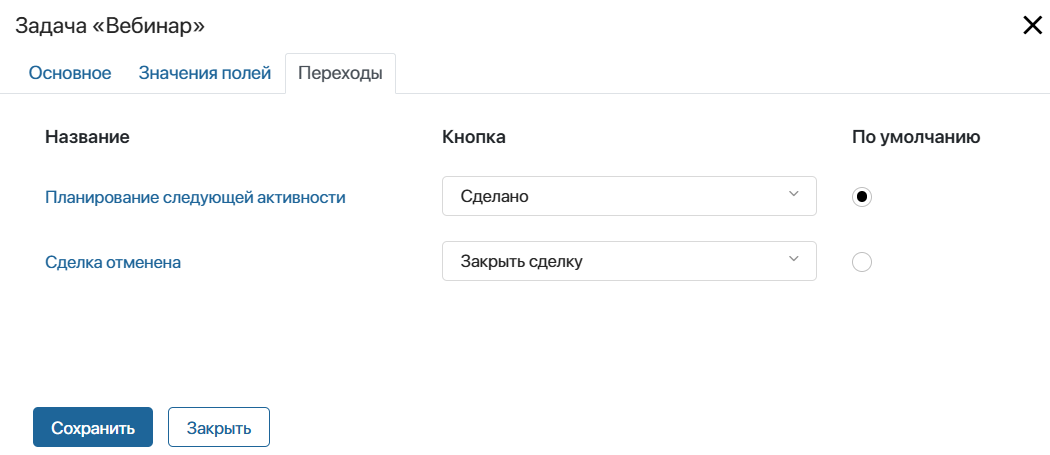 Задача «Вебинар»
Основное Значения полей Переходы
Название Кнопка По умолчанию
Планирование следующей активности Сделано
Сделка отменена Закрыть сделку
Сохранить Закрыть